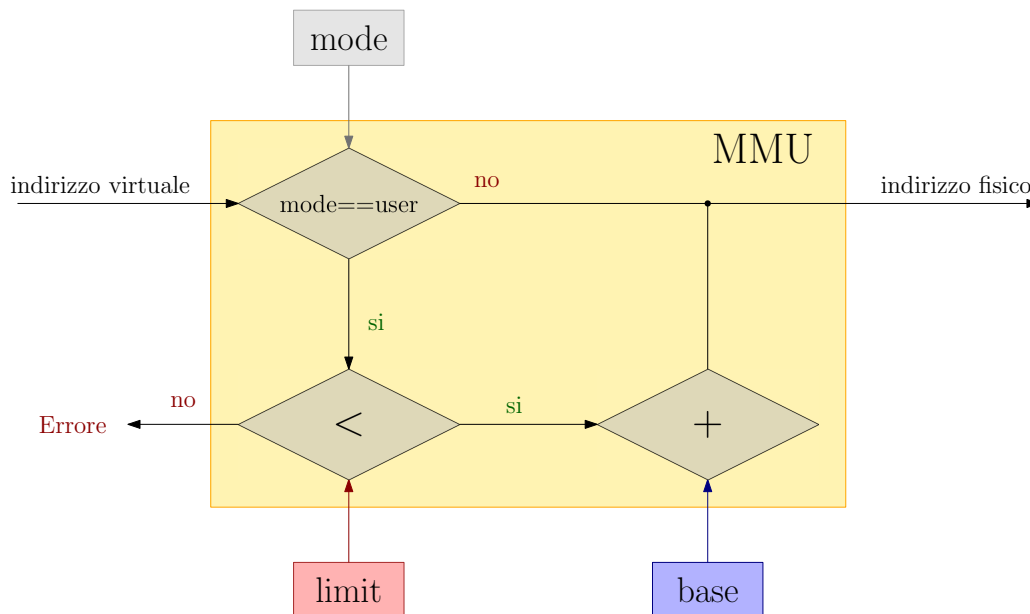 mode
MMU
indirizzo virtuale
mode==user
no
indirizzo fisico
si
Errore
no
<
si
+
limit
base